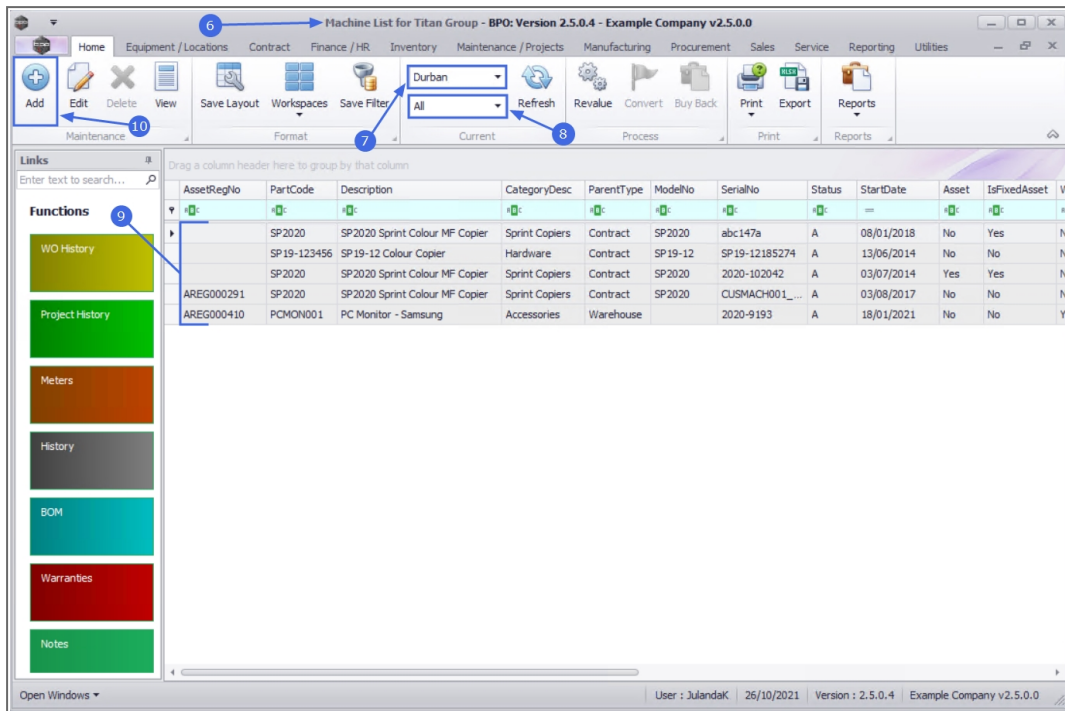 6
Machine List for Titan Group - BPO: Version 2.5.0.4 - Example Company v2.5.0.0
Home Equipment / Locations Contract Finance / HR Inventory Maintenance / Projects Manufacturing Procurement Sales Service Reporting Utilities
Add Edit Delete View Save Layout Workspaces Save Filter Durban Refresh Revalue Convert Buy Back Print Export Reports
All
10 7 8
Maintenance Format Current Process Print Reports
Links
Drag a column header here to group by that column
Enter text to search...
AssetRegNo PartCode Description CategoryDesc ParentType ModelNo SerialNo Status StartDate Asset IsFixedAsset
Functions
9
SP2020 SP2020 Sprint Colour MF Copier Sprint Copiers Contract SP2020 abc147a A 08/01/2018 No Yes N
SP19-123456 SP19-12 Colour Copier Hardware Contract SP19-12 SP19-12185274 A 13/06/2014 No No N
SP2020 SP2020 Sprint Colour MF Copier Sprint Copiers Contract SP2020 2020-102042 A 03/07/2014 Yes Yes N
AREG000291 SP2020 SP2020 Sprint Colour MF Copier Sprint Copiers Contract SP2020 CUSMACH001_... A 03/08/2017 No No N
AREG000410 PCMON001 PC Monitor - Samsung Accessories Warehouse 2020-9193 A 18/01/2021 No No Y
WO History
Project History
Meters
History
BOM
Warranties
Notes
Open Windows User : JulandaK 26/10/2021 Version : 2.5.0.4 Example Company v2.5.0.0